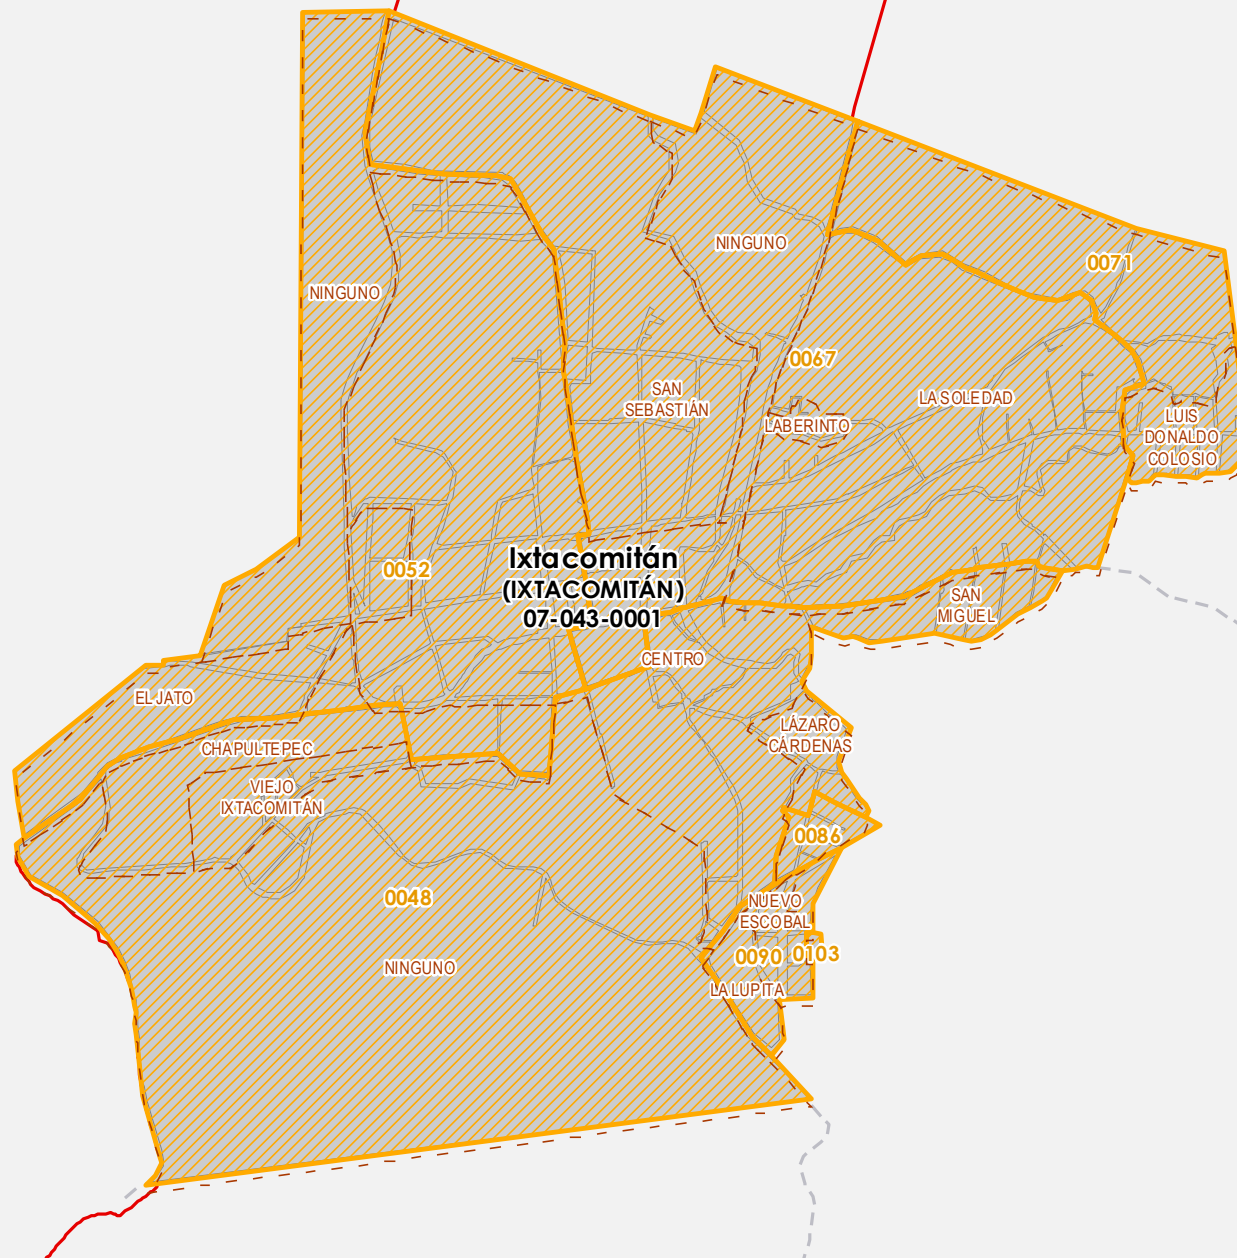 NINGUNO
0071
NINGUNO
0067
SAN
SEBASTIÁN
LA SOLEDAD
LABERINTO
LUIS
DONALDO
COLOSIO
Ixtacomitán
(IXTACOMITÁN)
07-043-0001
0052
SAN
MIGUEL
CENTRO
EL JATO
LÁZARO
CÁRDENAS
CHAPULTEPEC
VIEJO
IXTACOMITÁN
0086
0048
NUEVO
ESCOBAL
0090
0103
NINGUNO
LA LUPITA